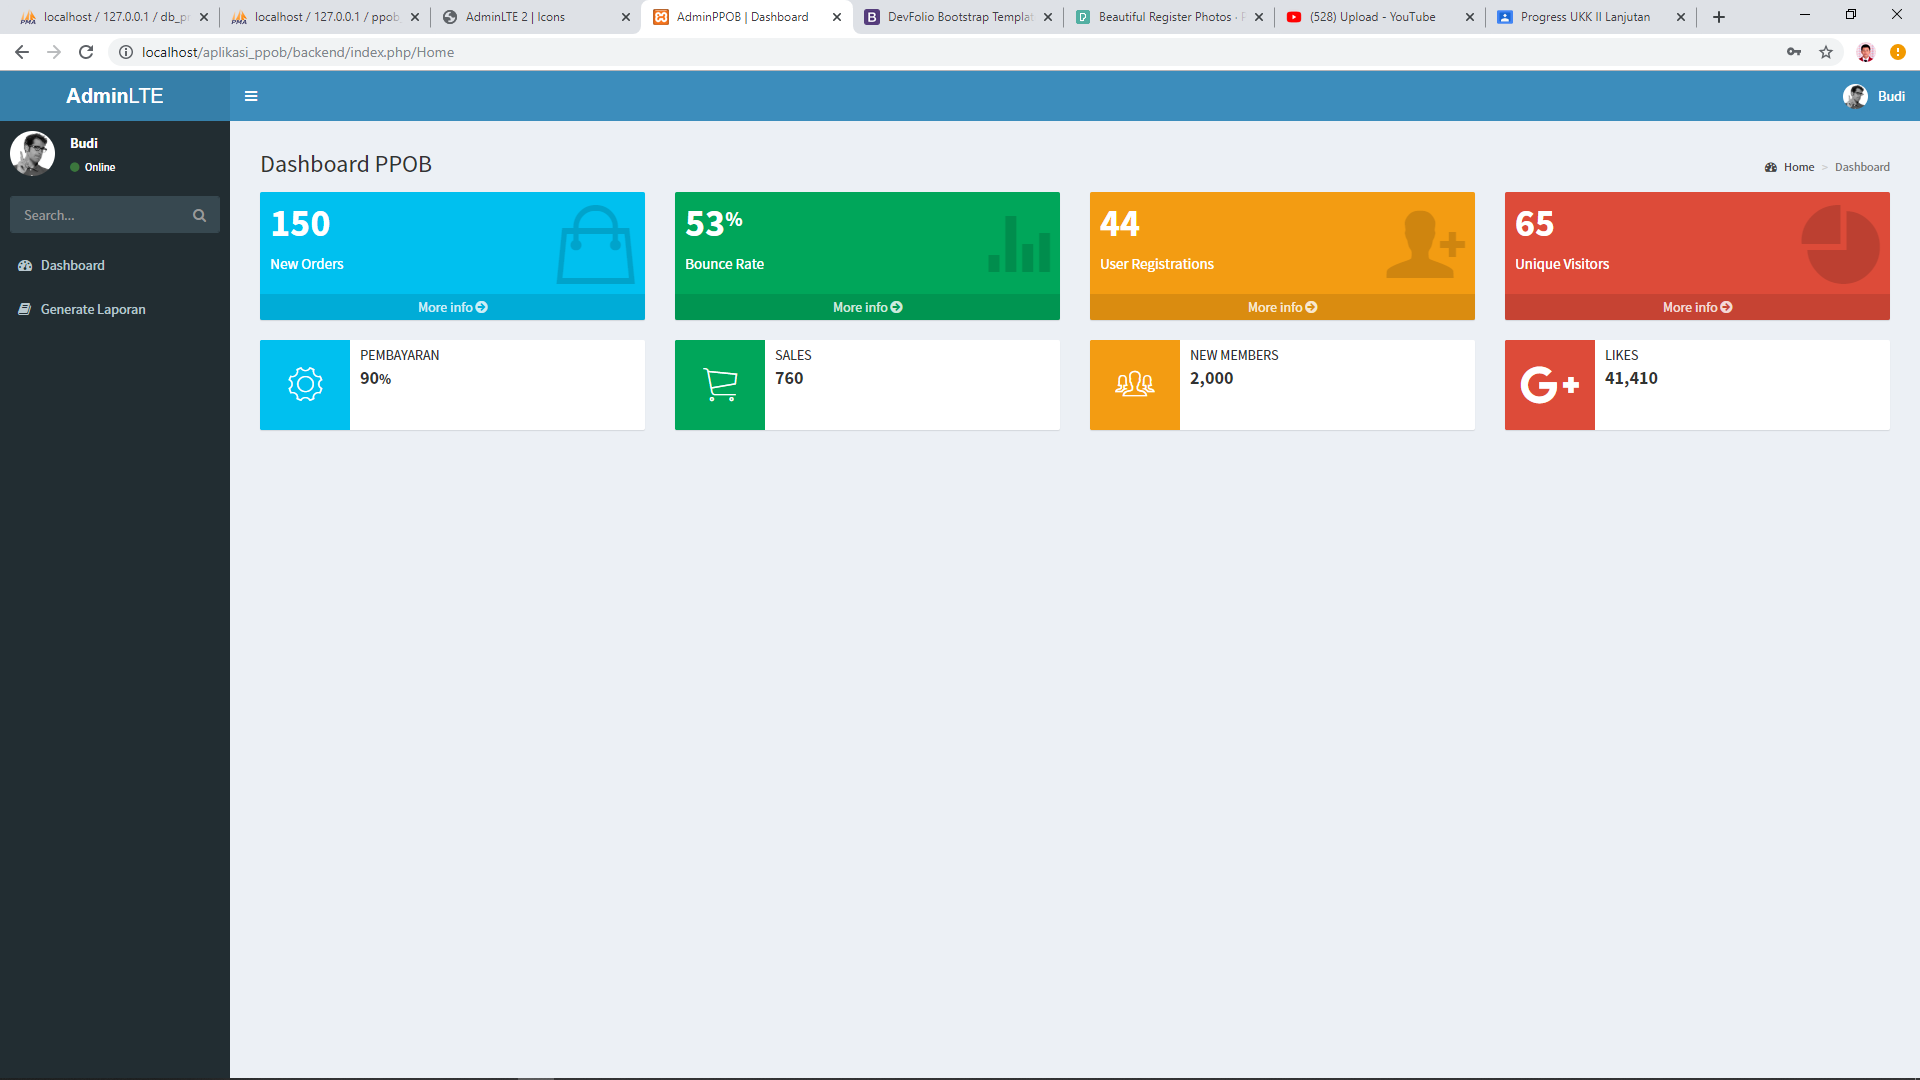 localhost / 127.0.0.1 / db_pr
localhost / 127.0.0.1 / ppob_
AdminLTE 2 | Icons
AdminPPOB | Dashboard
DevFolio Bootstrap Templat
Beautiful Register Photos · P
(528) Upload - YouTube
Progress UKK II Lanjutan
localhost/aplikasi_ppob/backend/index.php/Home
AdminLTE
Budi
Budi
Online
Search...
Dashboard
Generate Laporan
Dashboard PPOB
Home > Dashboard
150
New Orders
More info
53%
Bounce Rate
More info
44
User Registrations
More info
65
Unique Visitors
More info
PEMBAYARAN
90%
SALES
760
NEW MEMBERS
2,000
G+
LIKES
41,410